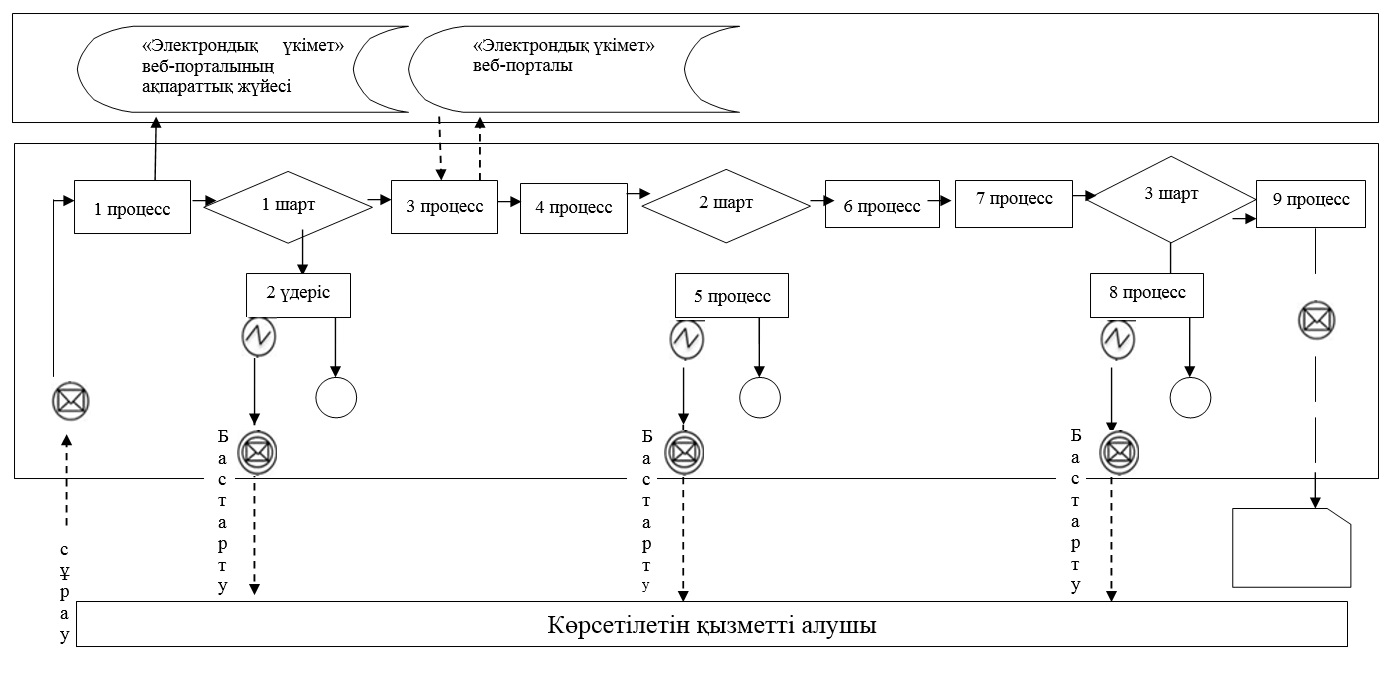 «Электрондық үкімет»
веб-порталының
ақпараттық жүйесі
«Электрондық үкімет»
веб-порталы
1 процесс
1 шарт
3 процесс
4 процесс
2 шарт
6 процесс
7 процесс
3 шарт
9 процесс
2 үдеріс
5 процесс
8 процесс
Бастарту
Бастарту
Бастарту
сұрау
Көрсетілетін қызметті алушы